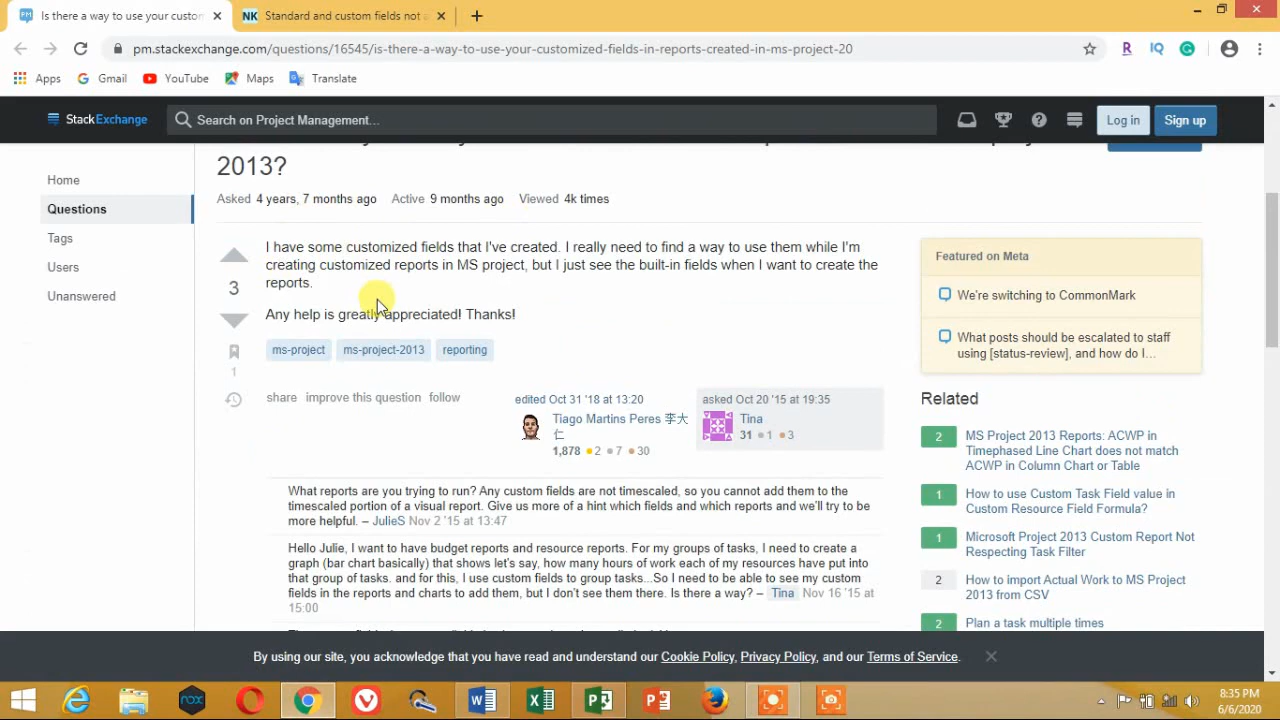 Is there a way to use your custom
Standard and custom fields not a
pm.stackexchange.com/questions/16545/is-there-a-way-to-use-your-customized-fields-in-reports-created-in-ms-project-20
Apps
Gmail
YouTube
Maps
Translate
StackExchange
Search on Project Management...
Log in
Sign up
Home
Questions
Tags
Users
Unanswered
2013?
Asked 4 years, 7 months ago Active 9 months ago Viewed 4k times
3
1
I have some customized fields that I've created. I really need to find a way to use them while I'm
creating customized reports in MS project, but I just see the built-in fields when I want to create the
reports.
Any help is greatly appreciated! Thanks!
ms-project ms-project-2013 reporting
share improve this question follow
edited Oct 31 '18 at 13:20
Tiago Martins Peres 李大
仁
1,878 2 7 30
asked Oct 20 '15 at 19:35
Tina
31 1 3
What reports are you trying to run? Any custom fields are not timescaled, so you cannot add them to the
timescaled portion of a visual report. Give us more of a hint which fields and which reports and we'll try to be
more helpful. – JulieS Nov 2 '15 at 13:47
Hello Julie, I want to have budget reports and resource reports. For my groups of tasks, I need to create a
graph (bar chart basically) that shows let's say, how many hours of work each of my resources have put into
that group of tasks. and for this, I use custom fields to group tasks...So I need to be able to see my custom
fields in the reports and charts to add them, but I don't see them there. Is there a way? – Tina Nov 16 '15 at
15:00
Featured on Meta
We're switching to CommonMark
What posts should be escalated to staff
using [status-review], and how do I...
Related
2
MS Project 2013 Reports: ACWP in
Timephased Line Chart does not match
ACWP in Column Chart or Table
1
How to use Custom Task Field value in
Custom Resource Field Formula?
1
Microsoft Project 2013 Custom Report Not
Respecting Task Filter
2
How to import Actual Work to MS Project
2013 from CSV
2
Plan a task multiple times
By using our site, you acknowledge that you have read and understand our Cookie Policy, Privacy Policy, and our Terms of Service.
8:35 PM
6/6/2020